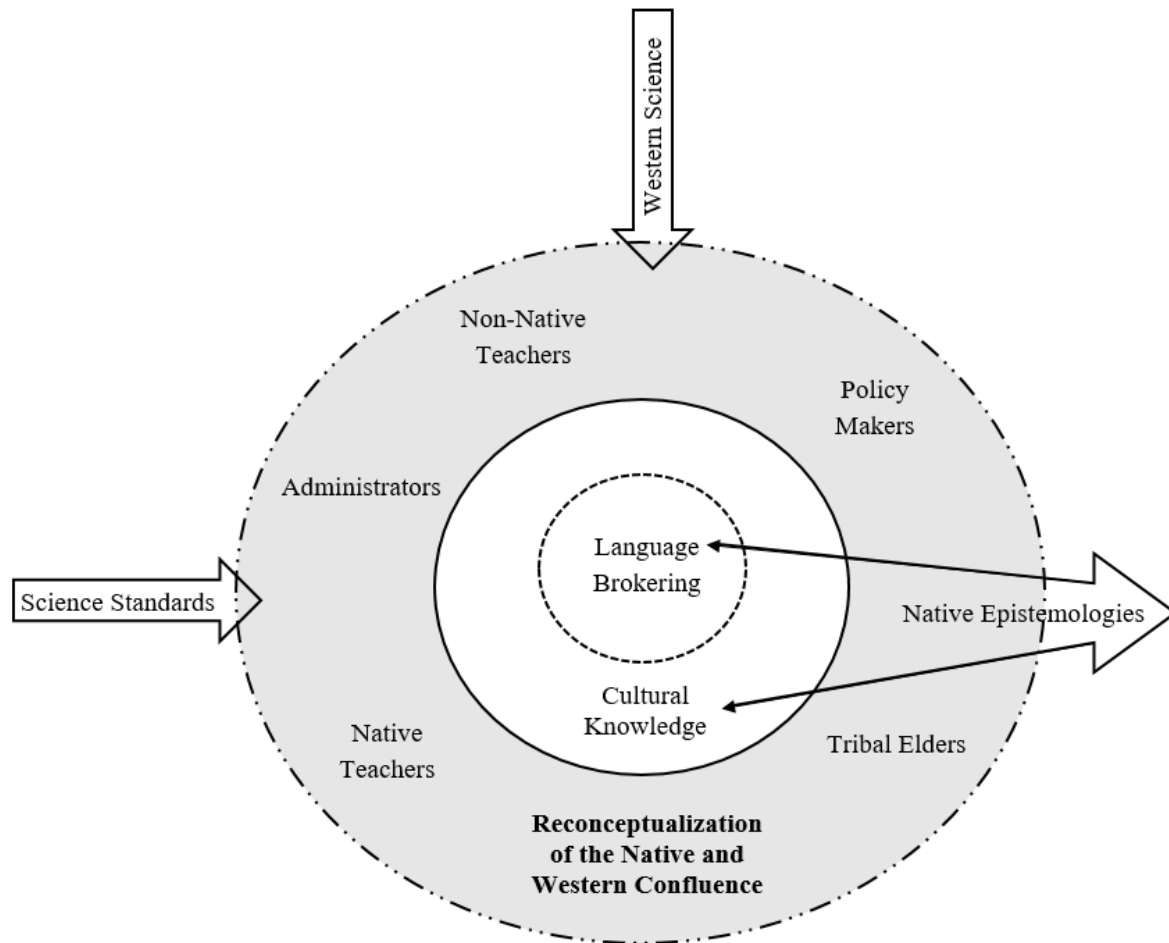 Western Science
Non-Native
Teachers
Policy
Makers
Administrators
Language
Brokering
Science Standards
Native Epistemologies
Cultural
Knowledge
Native
Teachers
Tribal Elders
Reconceptualization
of the Native and
Western Confluence